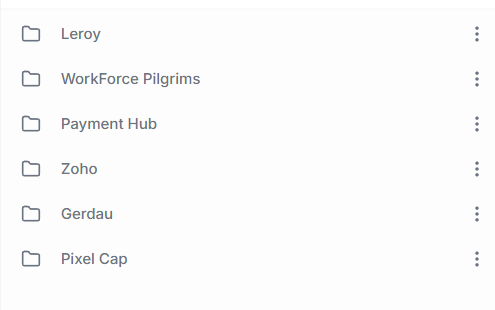 Leroy
WorkForce Pilgrims
Payment Hub
Zoho
Gerdau
Pixel Cap